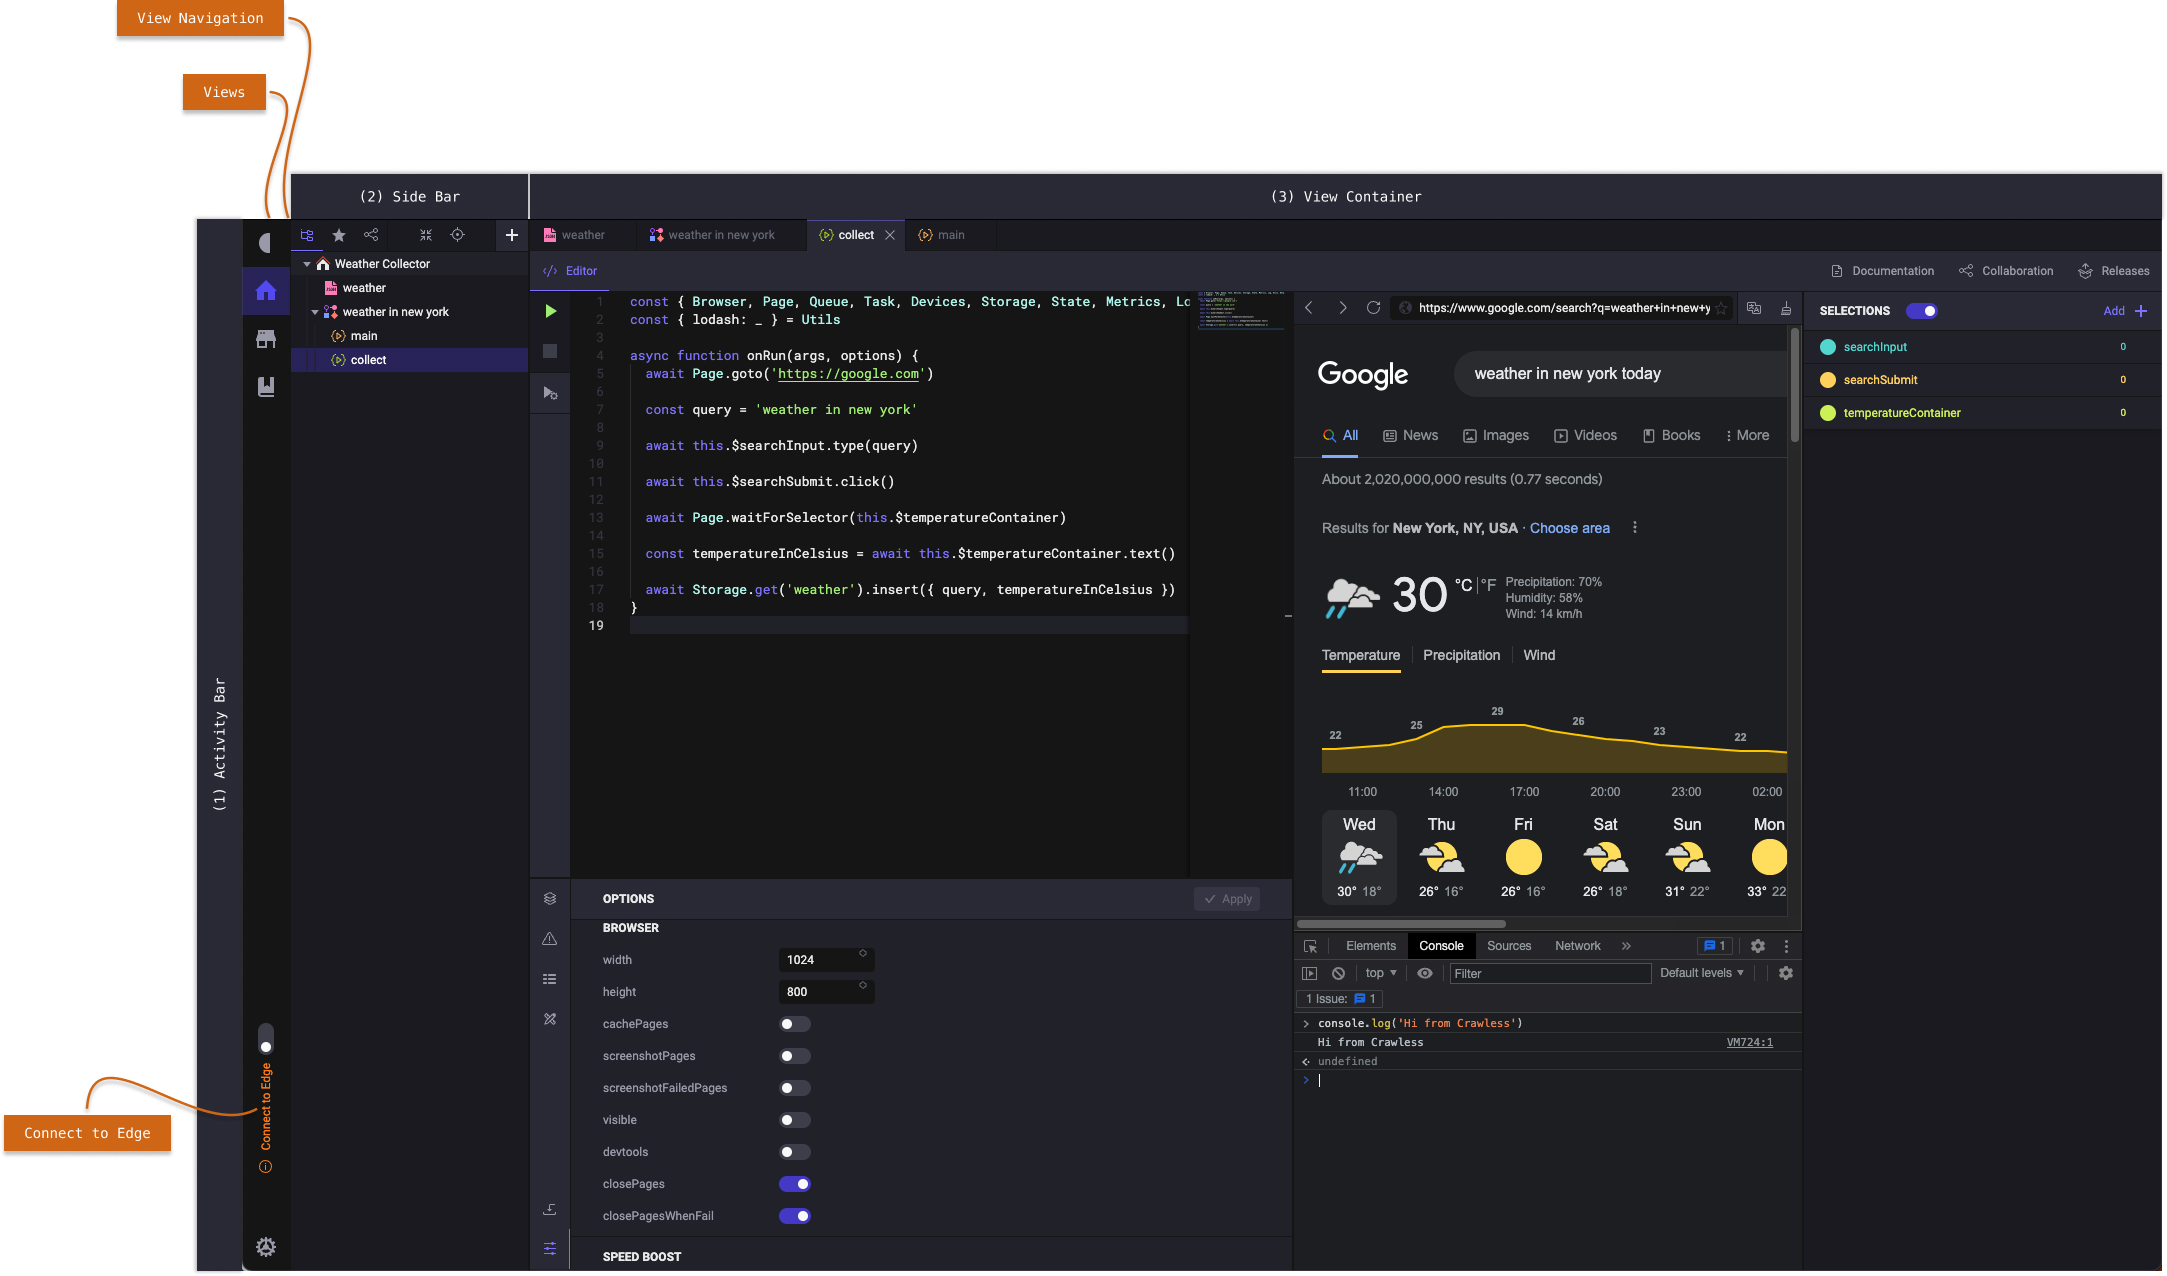 View Navigation
Views
(2) Side Bar
(3) View Container
(1) Activity Bar
Connect to Edge
Connect to Edge
Weather Collector
weather
weather in new york
main
collect
weather
weather in new york
collect
main
Editor
Documentation
Collaboration
Releases
1 const { Browser, Page, Queue, Task, Devices, Storage, State, Metrics, Lo
2 const { lodash: _ } = Utils
3
4 async function onRun(args, options) {
5 await Page.goto('https://google.com')
6
7 const query = 'weather in new york'
8
9 await this.$searchInput.type(query)
10
11 await this.$searchSubmit.click()
12
13 await Page.waitForSelector(this.$temperatureContainer)
14
15 const temperatureInCelsius = await this.$temperatureContainer.text()
16
17 await Storage.get('weather').insert({ query, temperatureInCelsius })
18 }
19
OPTIONS
Apply
BROWSER
width 1024
height 800
cachePages
screenshotPages
screenshotFailedPages
visible
devtools
closePages
closePagesWhenFail
SPEED BOOST
https://www.google.com/search?q=weather+in+new+y
Google
weather in new york today
All News Images Videos Books More
About 2,020,000,000 results (0.77 seconds)
Results for New York, NY, USA · Choose area
30 °C | °F
Precipitation: 70%
Humidity: 58%
Wind: 14 km/h
Temperature Precipitation Wind
22 25 29 26 23 22
11:00 14:00 17:00 20:00 23:00 02:00
Wed Thu Fri Sat Sun Mon
30° 18° 26° 16° 26° 16° 26° 18° 31° 22° 33° 22
Elements Console Sources Network » 1
top Filter Default levels
1 Issue: 1
> console.log('Hi from Crawless')
Hi from Crawless VM724:1
undefined
>
SELECTIONS
Add +
searchInput 0
searchSubmit 0
temperatureContainer 0